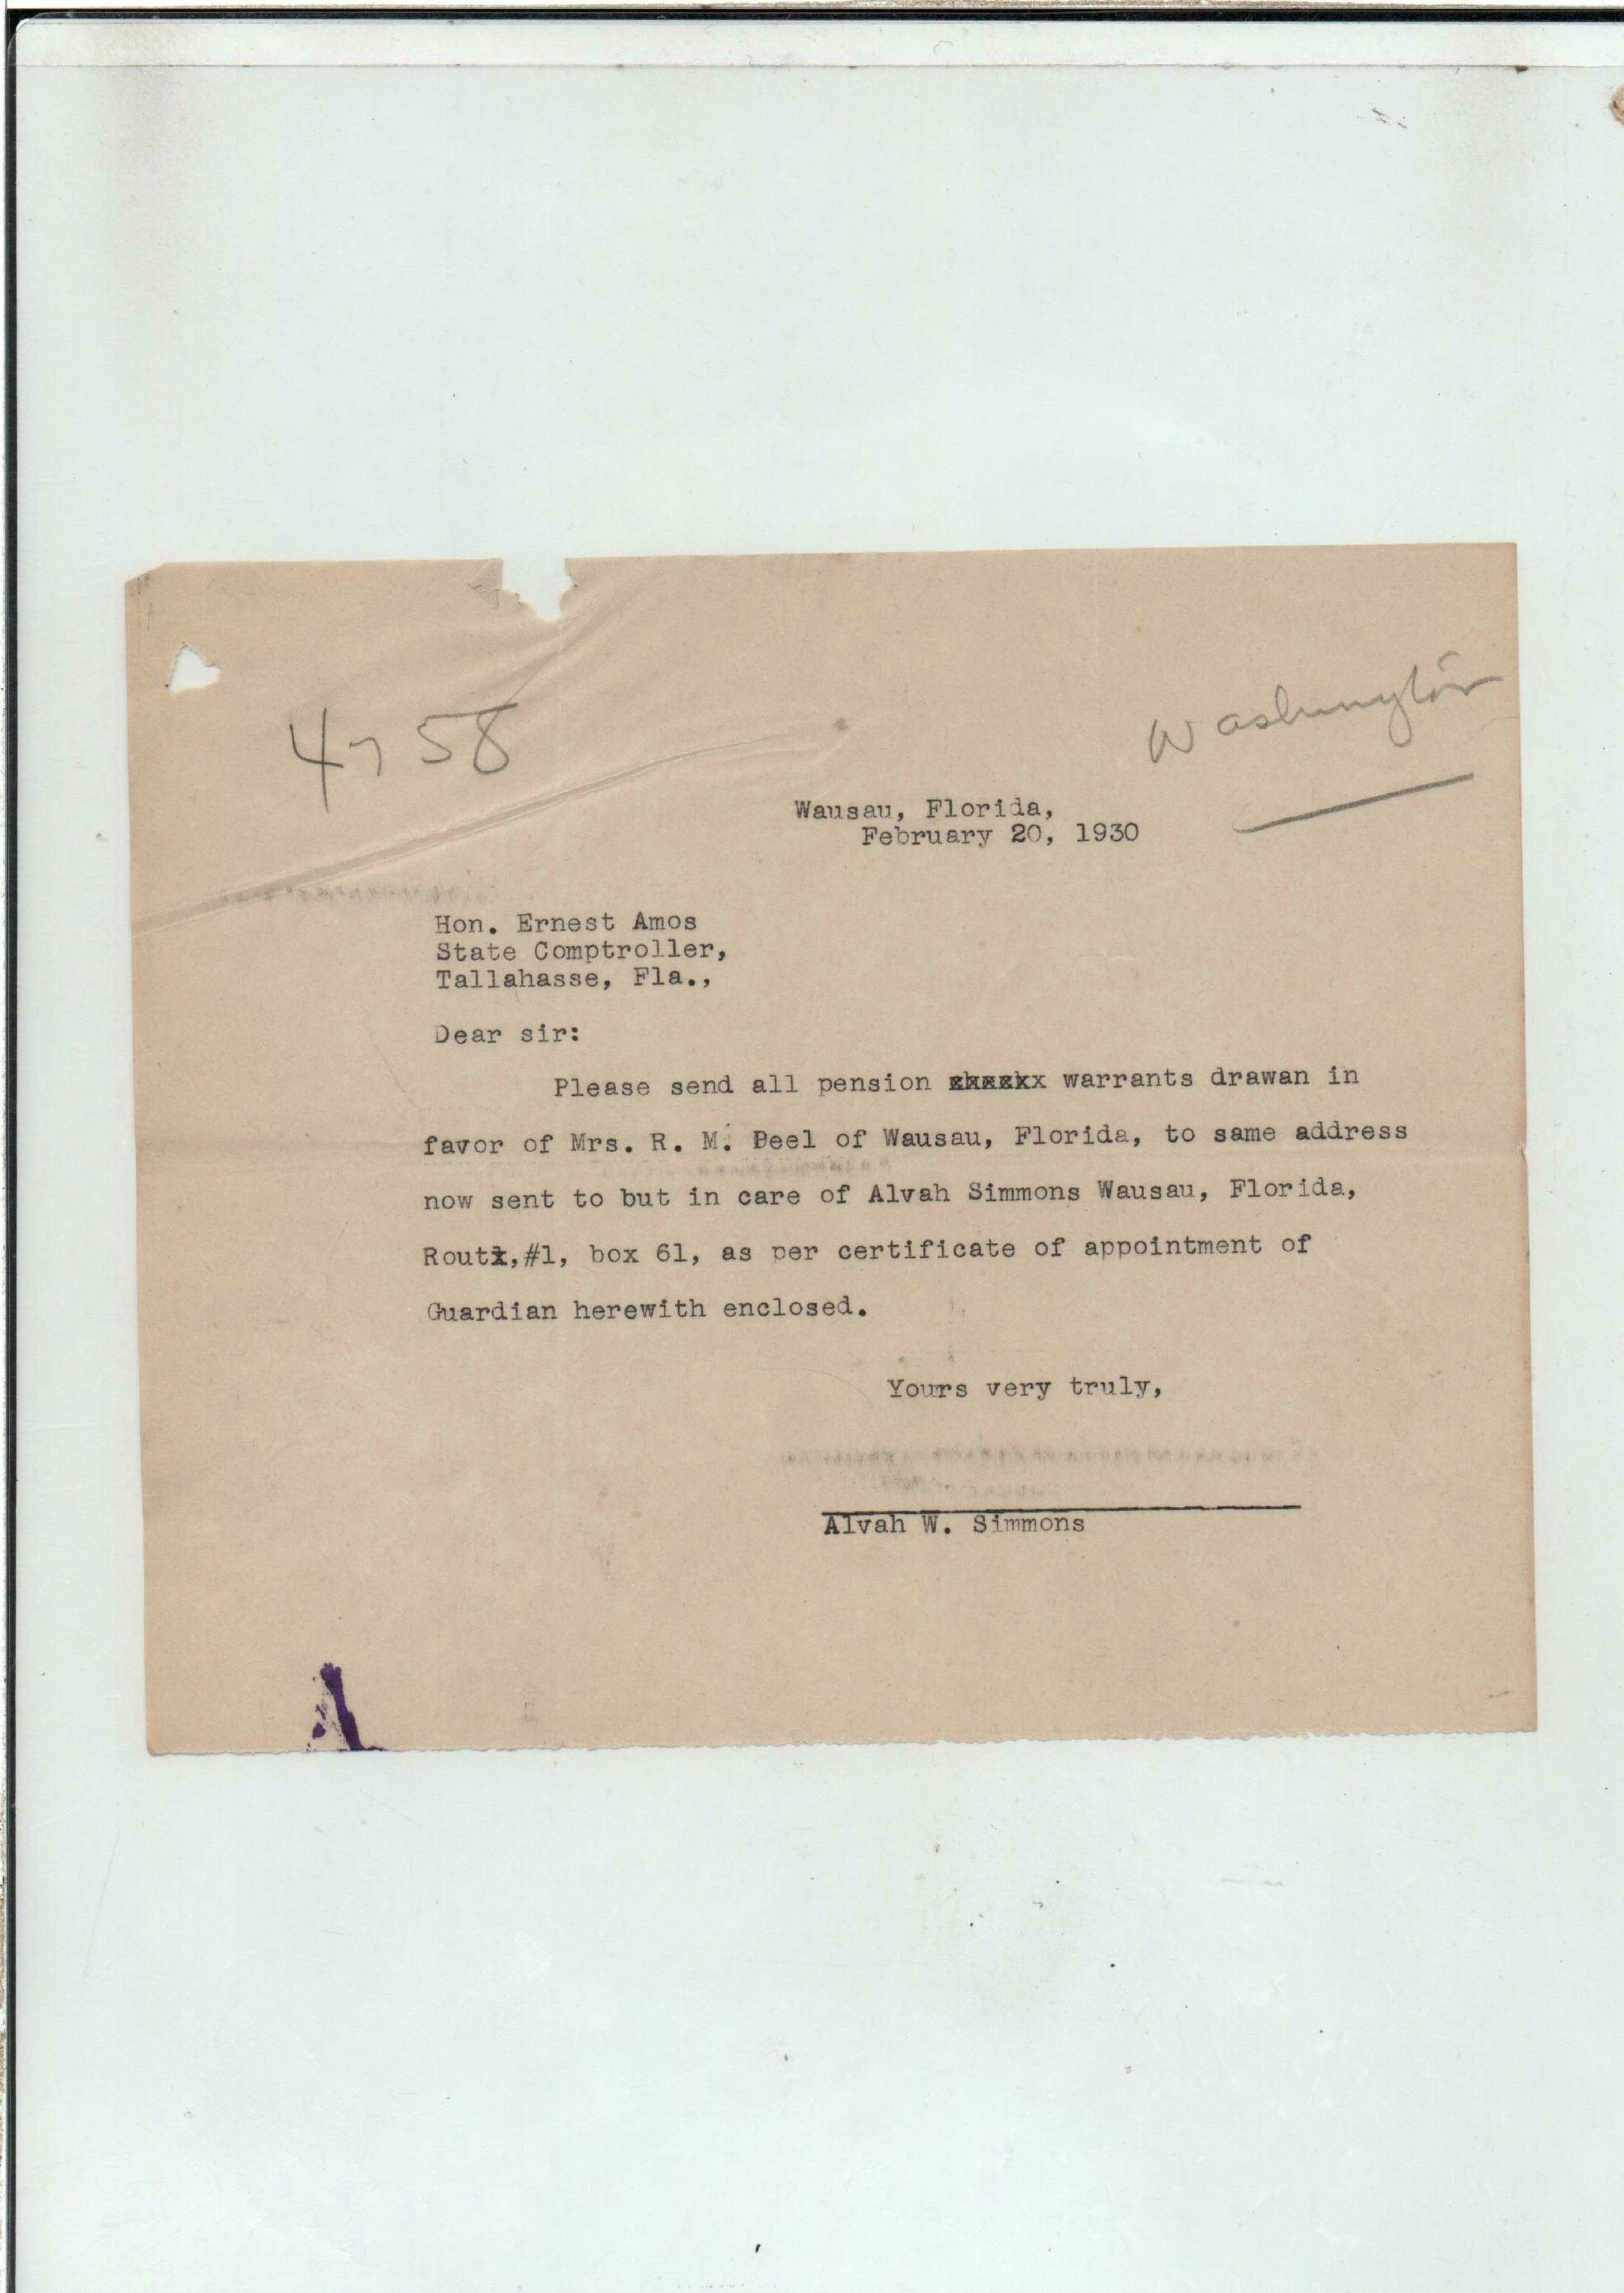 4758
Washington
Wausau, Florida,
February 20, 1930
Hon. Ernest Amos
State Comptroller,
Tallahasse, Fla.,
Dear sir:
Please send all pension warrants drawan in
favor of Mrs. R. M. Peel of Wausau, Florida, to same address
now sent to but in care of Alvah Simmons Wausau, Florida,
Route,#1, box 61, as per certificate of appointment of
Guardian herewith enclosed.
Yours very truly,
Alvah W. Simmons